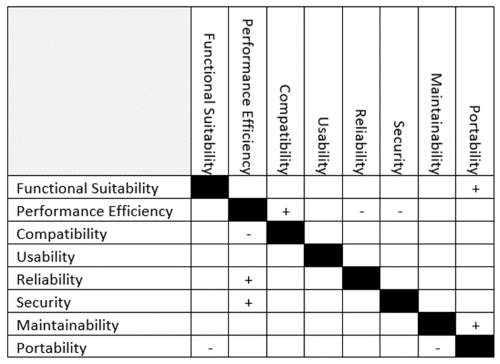 Functional Suitability
Performance Efficiency
Compatibility
Usability
Reliability
Security
Maintainability
Portability
Functional Suitability +
Performance Efficiency + - -
Compatibility -
Usability
Reliability +
Security +
Maintainability +
Portability - -